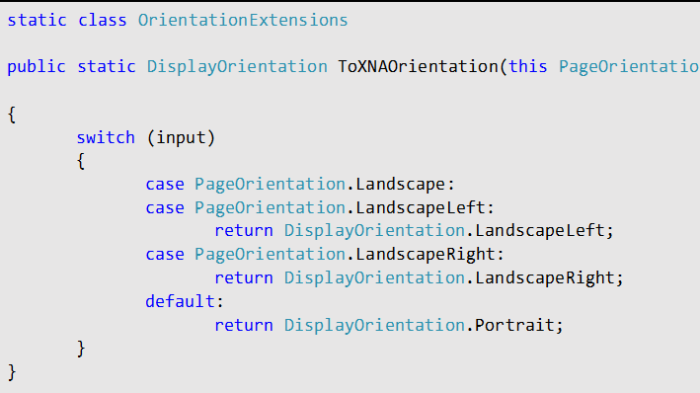 static class OrientationExtensions
public static DisplayOrientation ToXNAOrientation(this PageOrientatio
{
switch (input)
{
case PageOrientation.Landscape:
case PageOrientation.LandscapeLeft:
return DisplayOrientation.LandscapeLeft;
case PageOrientation.LandscapeRight:
return DisplayOrientation.LandscapeRight;
default:
return DisplayOrientation.Portrait;
}
}